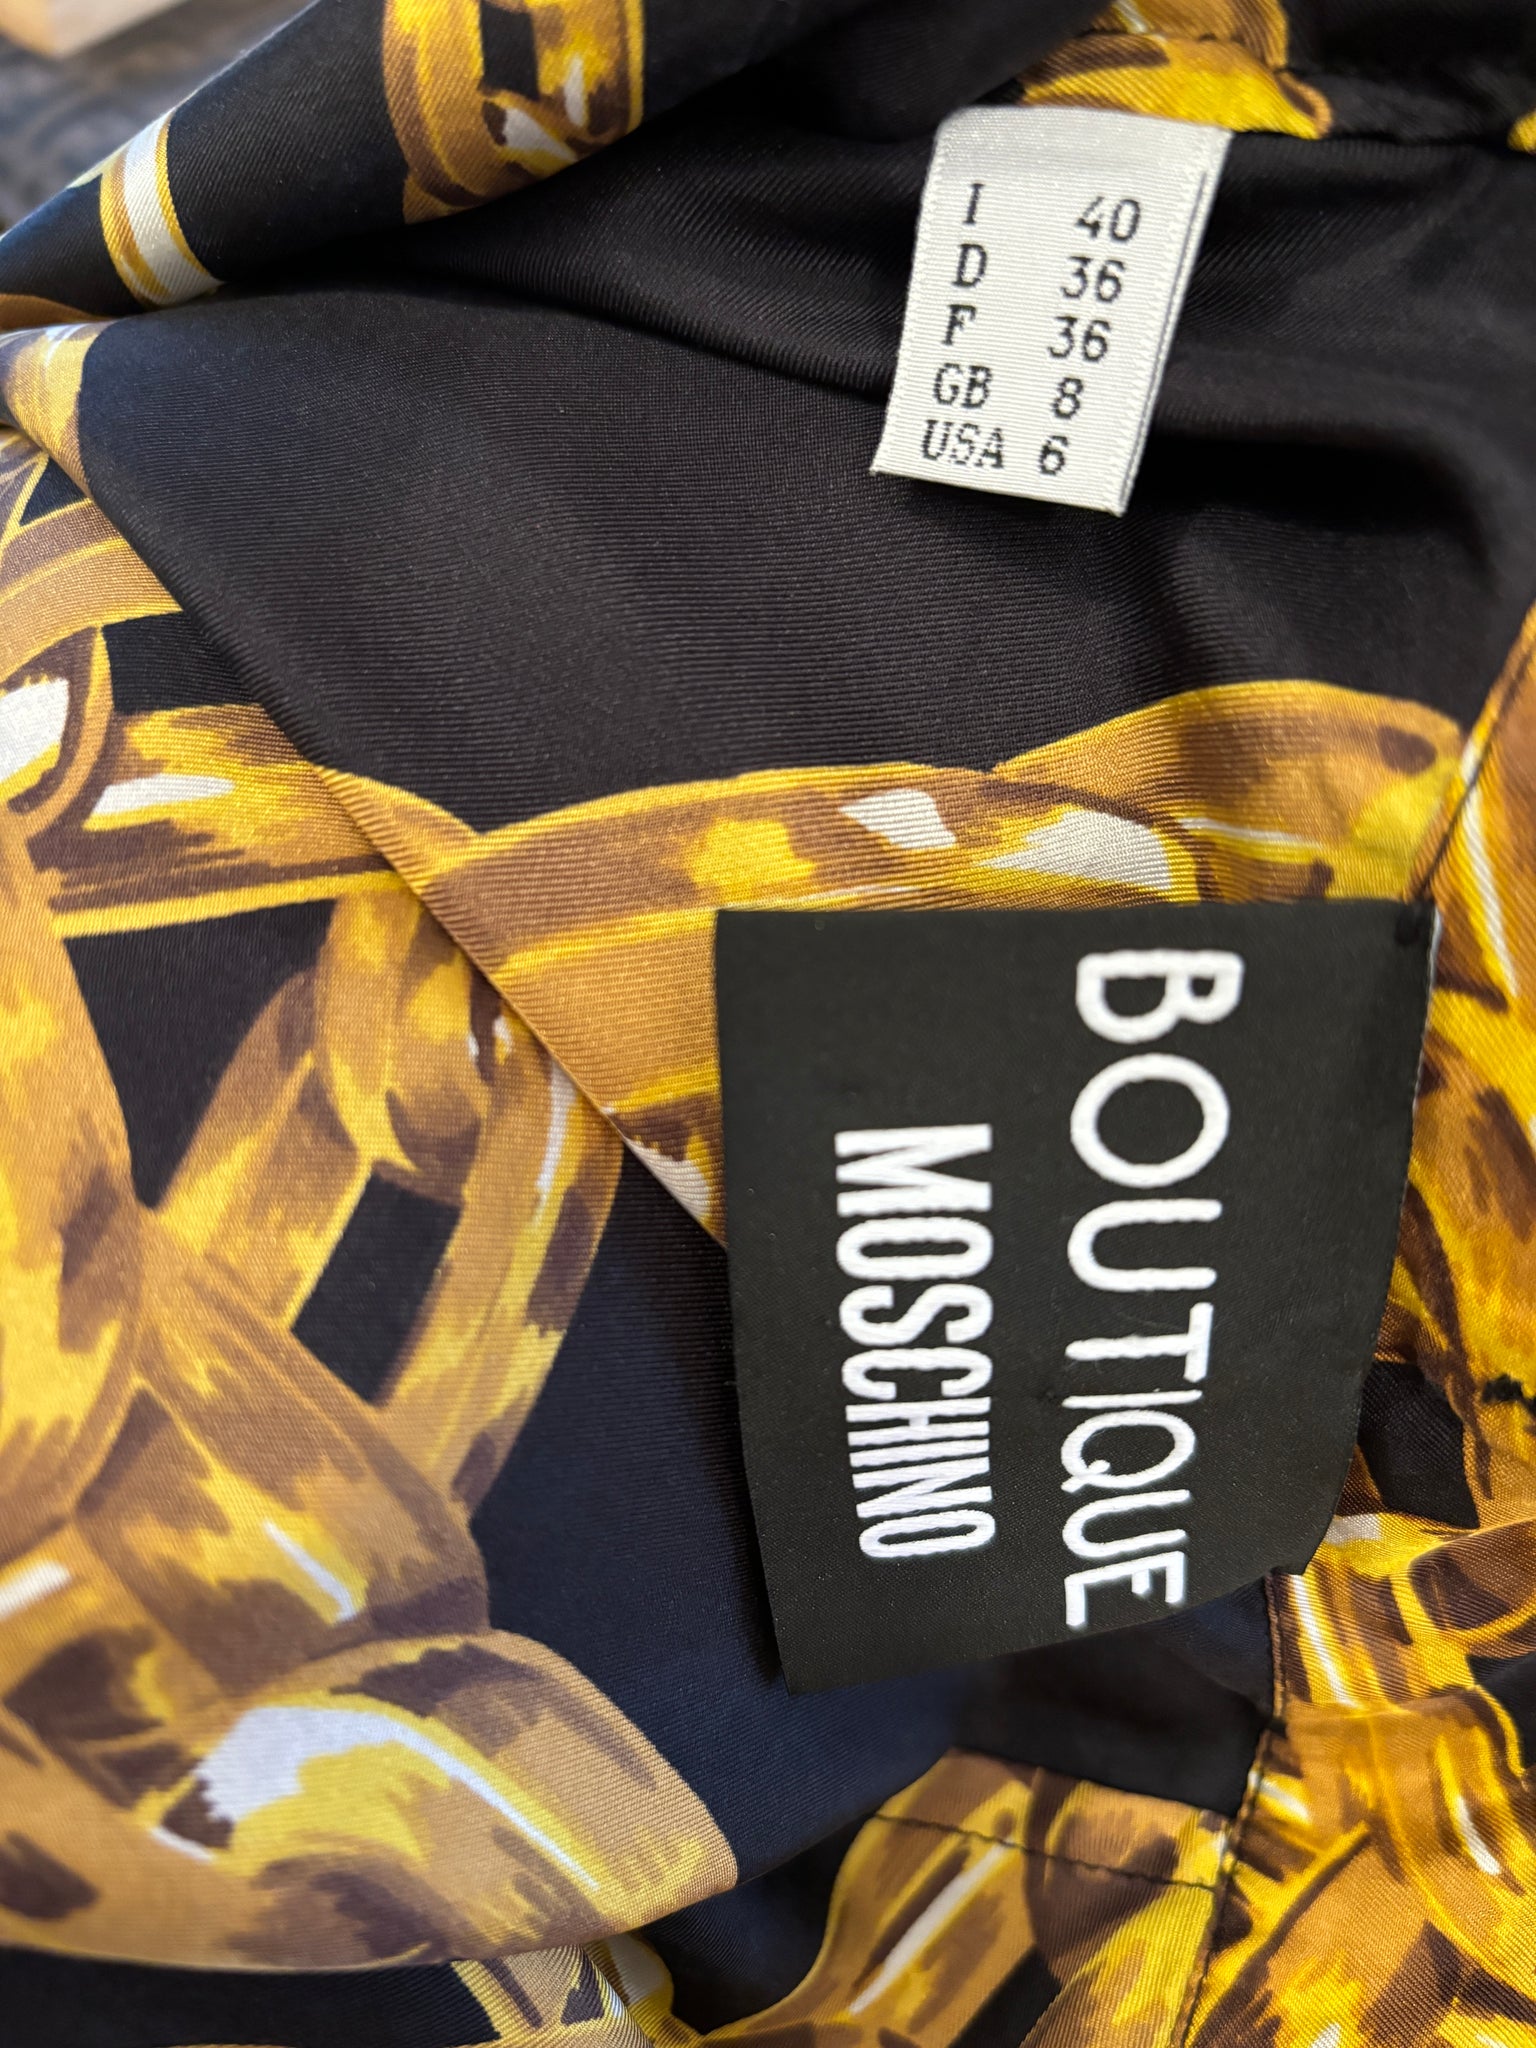 I 40
D 36
F 36
GB 8
USA 6
BOUTIQUE
MOSCHINO